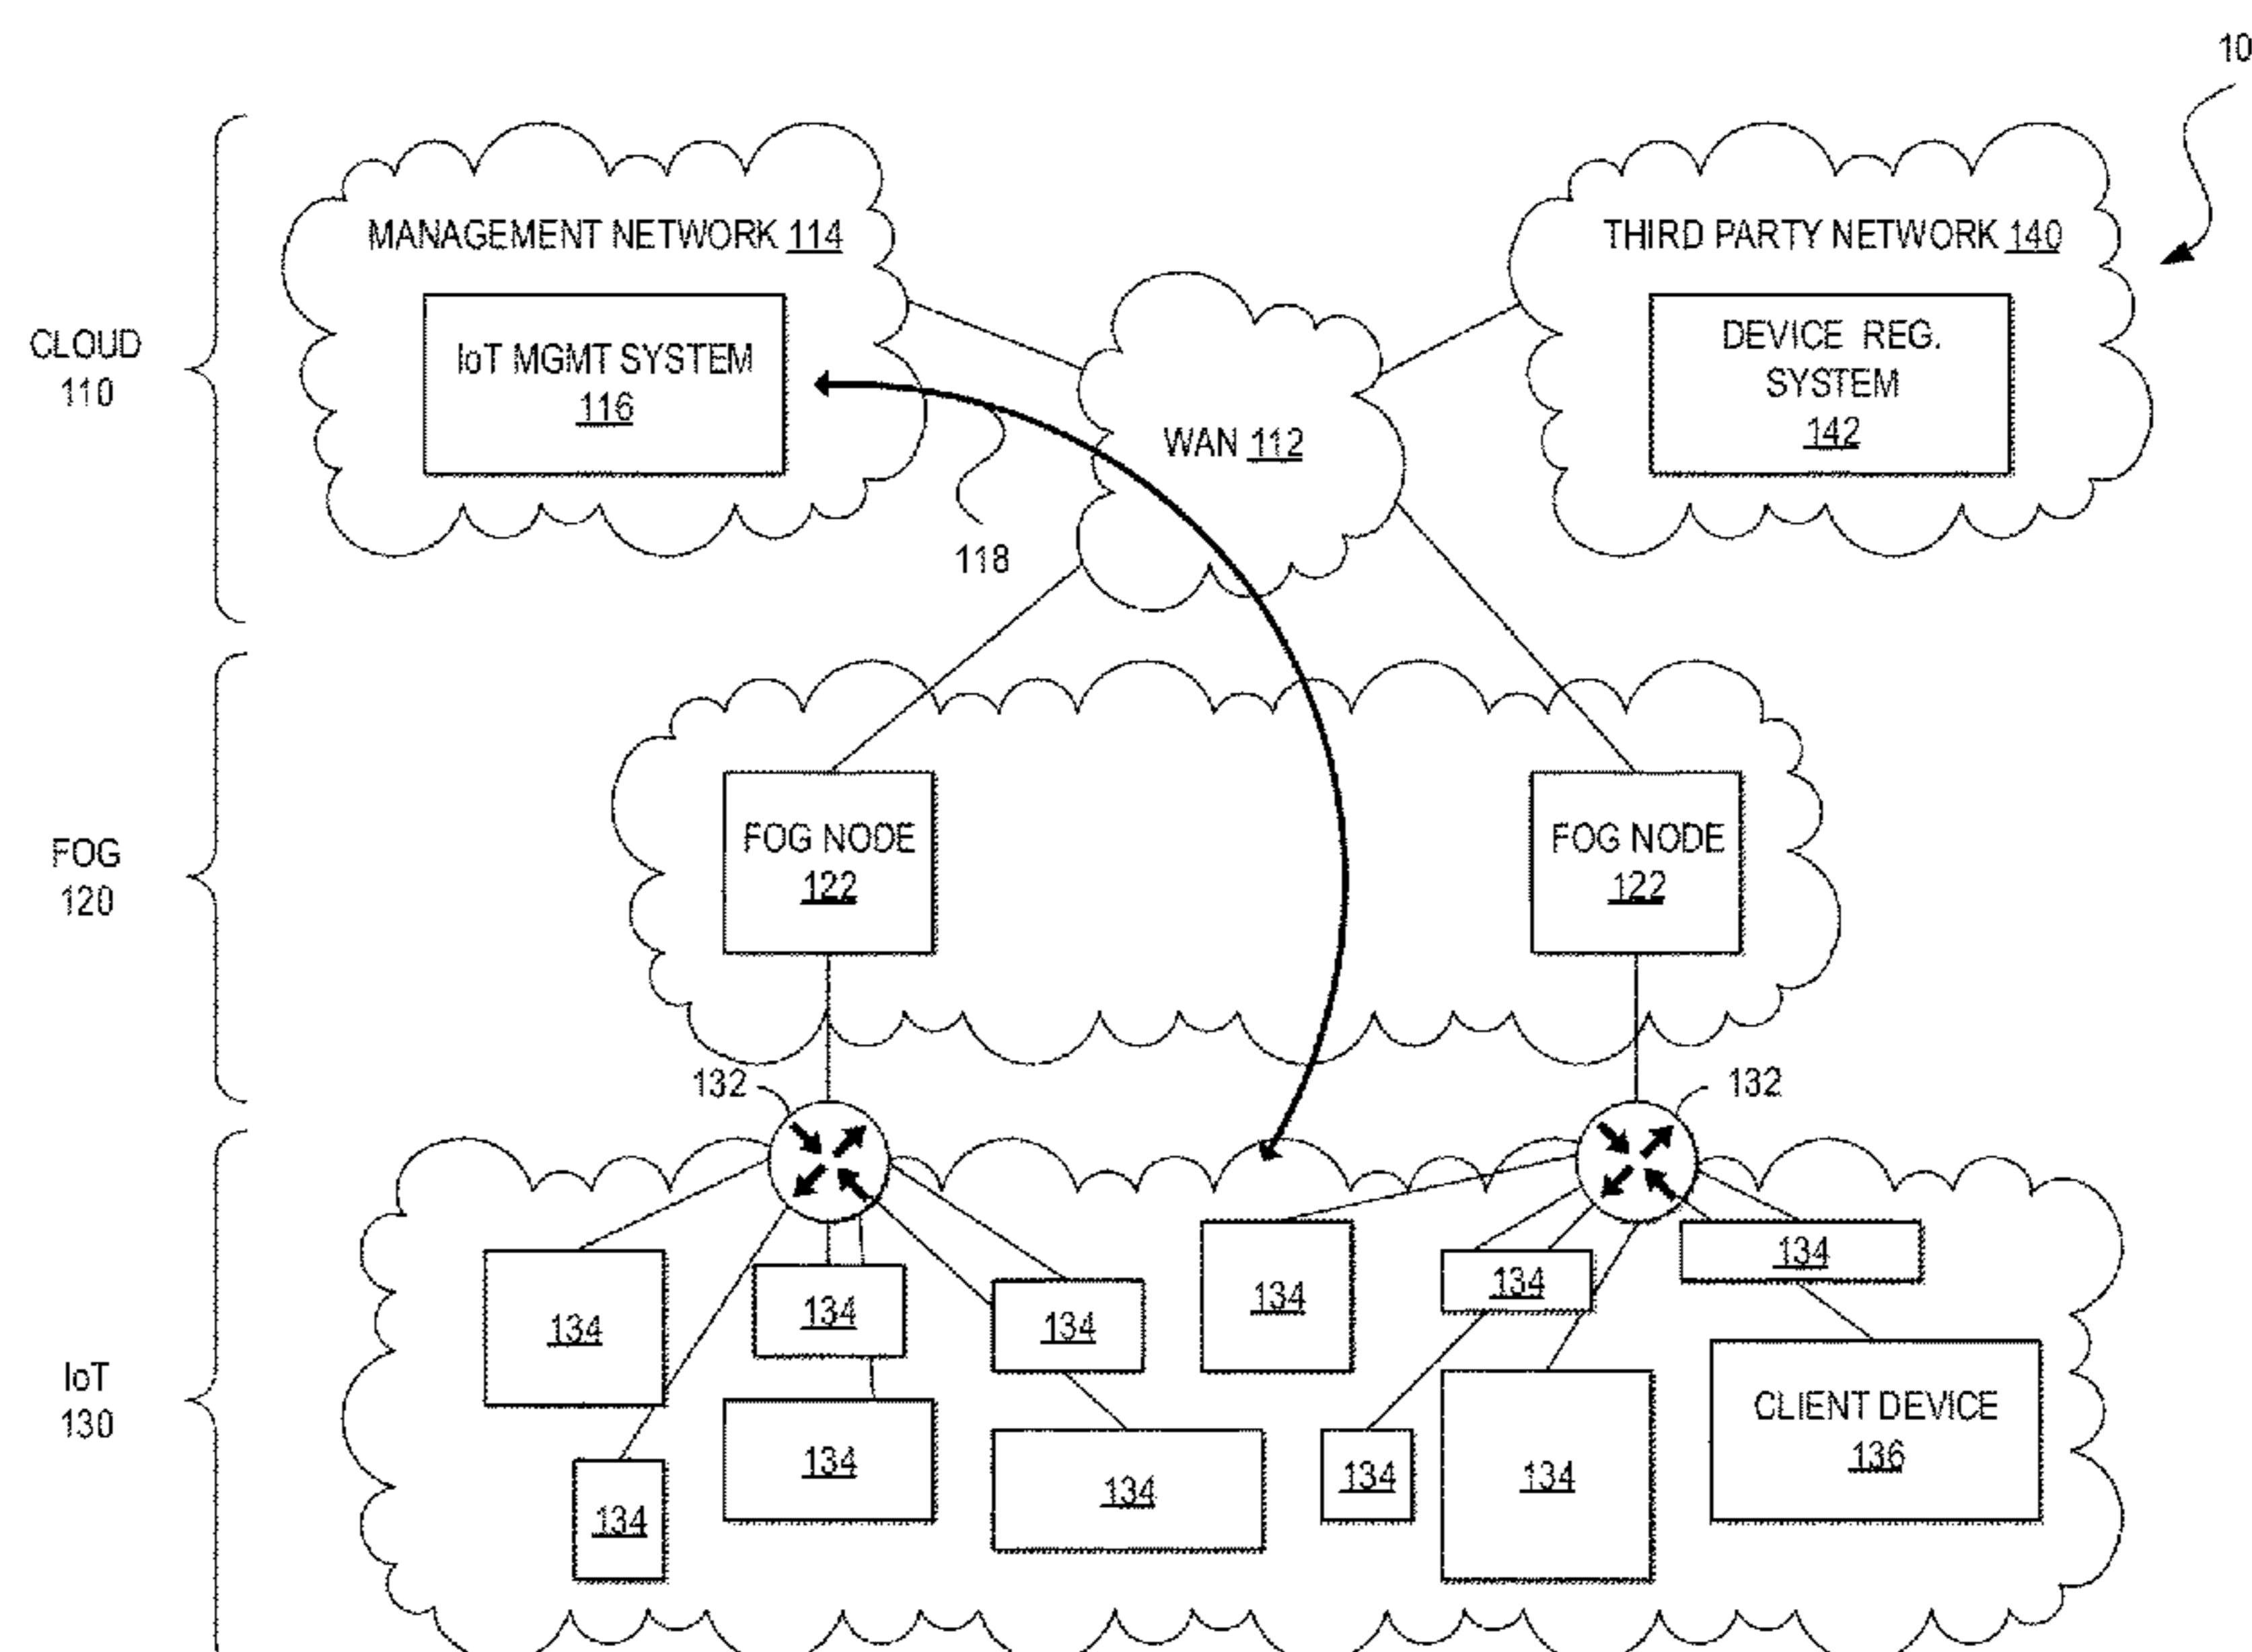 10
MANAGEMENT NETWORK 114
THIRD PARTY NETWORK 140
CLOUD
110
IoT MGMT SYSTEM
116
WAN 112
DEVICE REG.
SYSTEM
142
118
FOG
120
FOG NODE
122
FOG NODE
122
132
132
IoT
130
134
134
134
134
134
134
134
134
134
134
134
CLIENT DEVICE
136